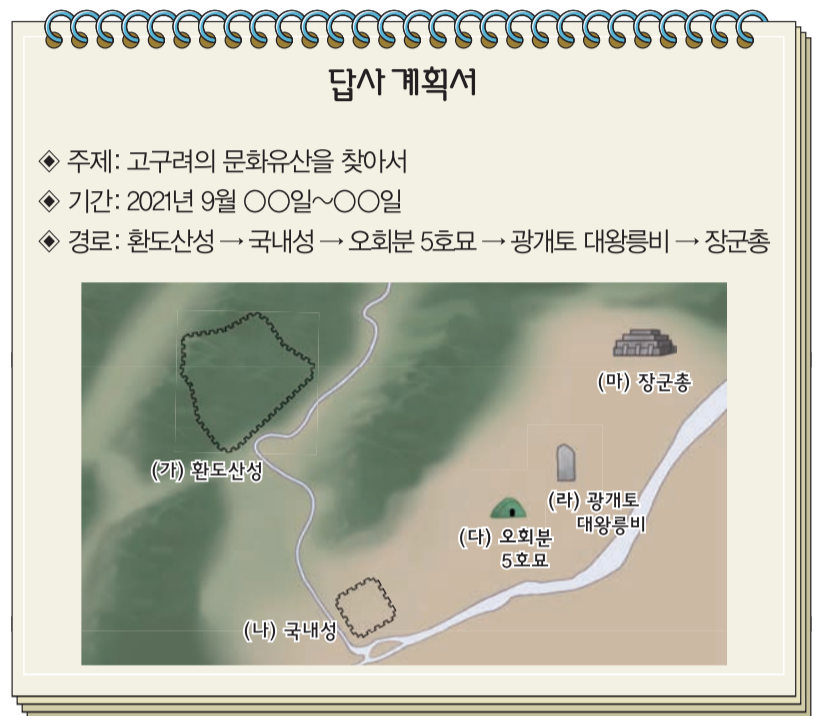 답사 계획서
◈ 주제: 고구려의 문화유산을 찾아서
◈ 기간: 2021년 9월 ○○일~○○일
◈ 경로: 환도산성 → 국내성 → 오회분 5호묘 → 광개토 대왕릉비 → 장군총
(마) 장군총
(가) 환도산성
(라) 광개토
대왕릉비
(다) 오회분
5호묘
(나) 국내성